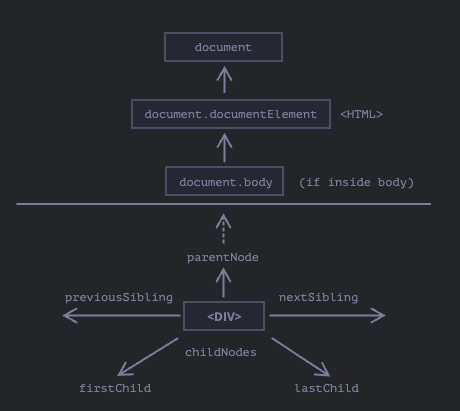 document
document.documentElement <HTML>
document.body (if inside body)
parentNode
previousSibling nextSibling
<DIV>
childNodes
firstChild lastChild